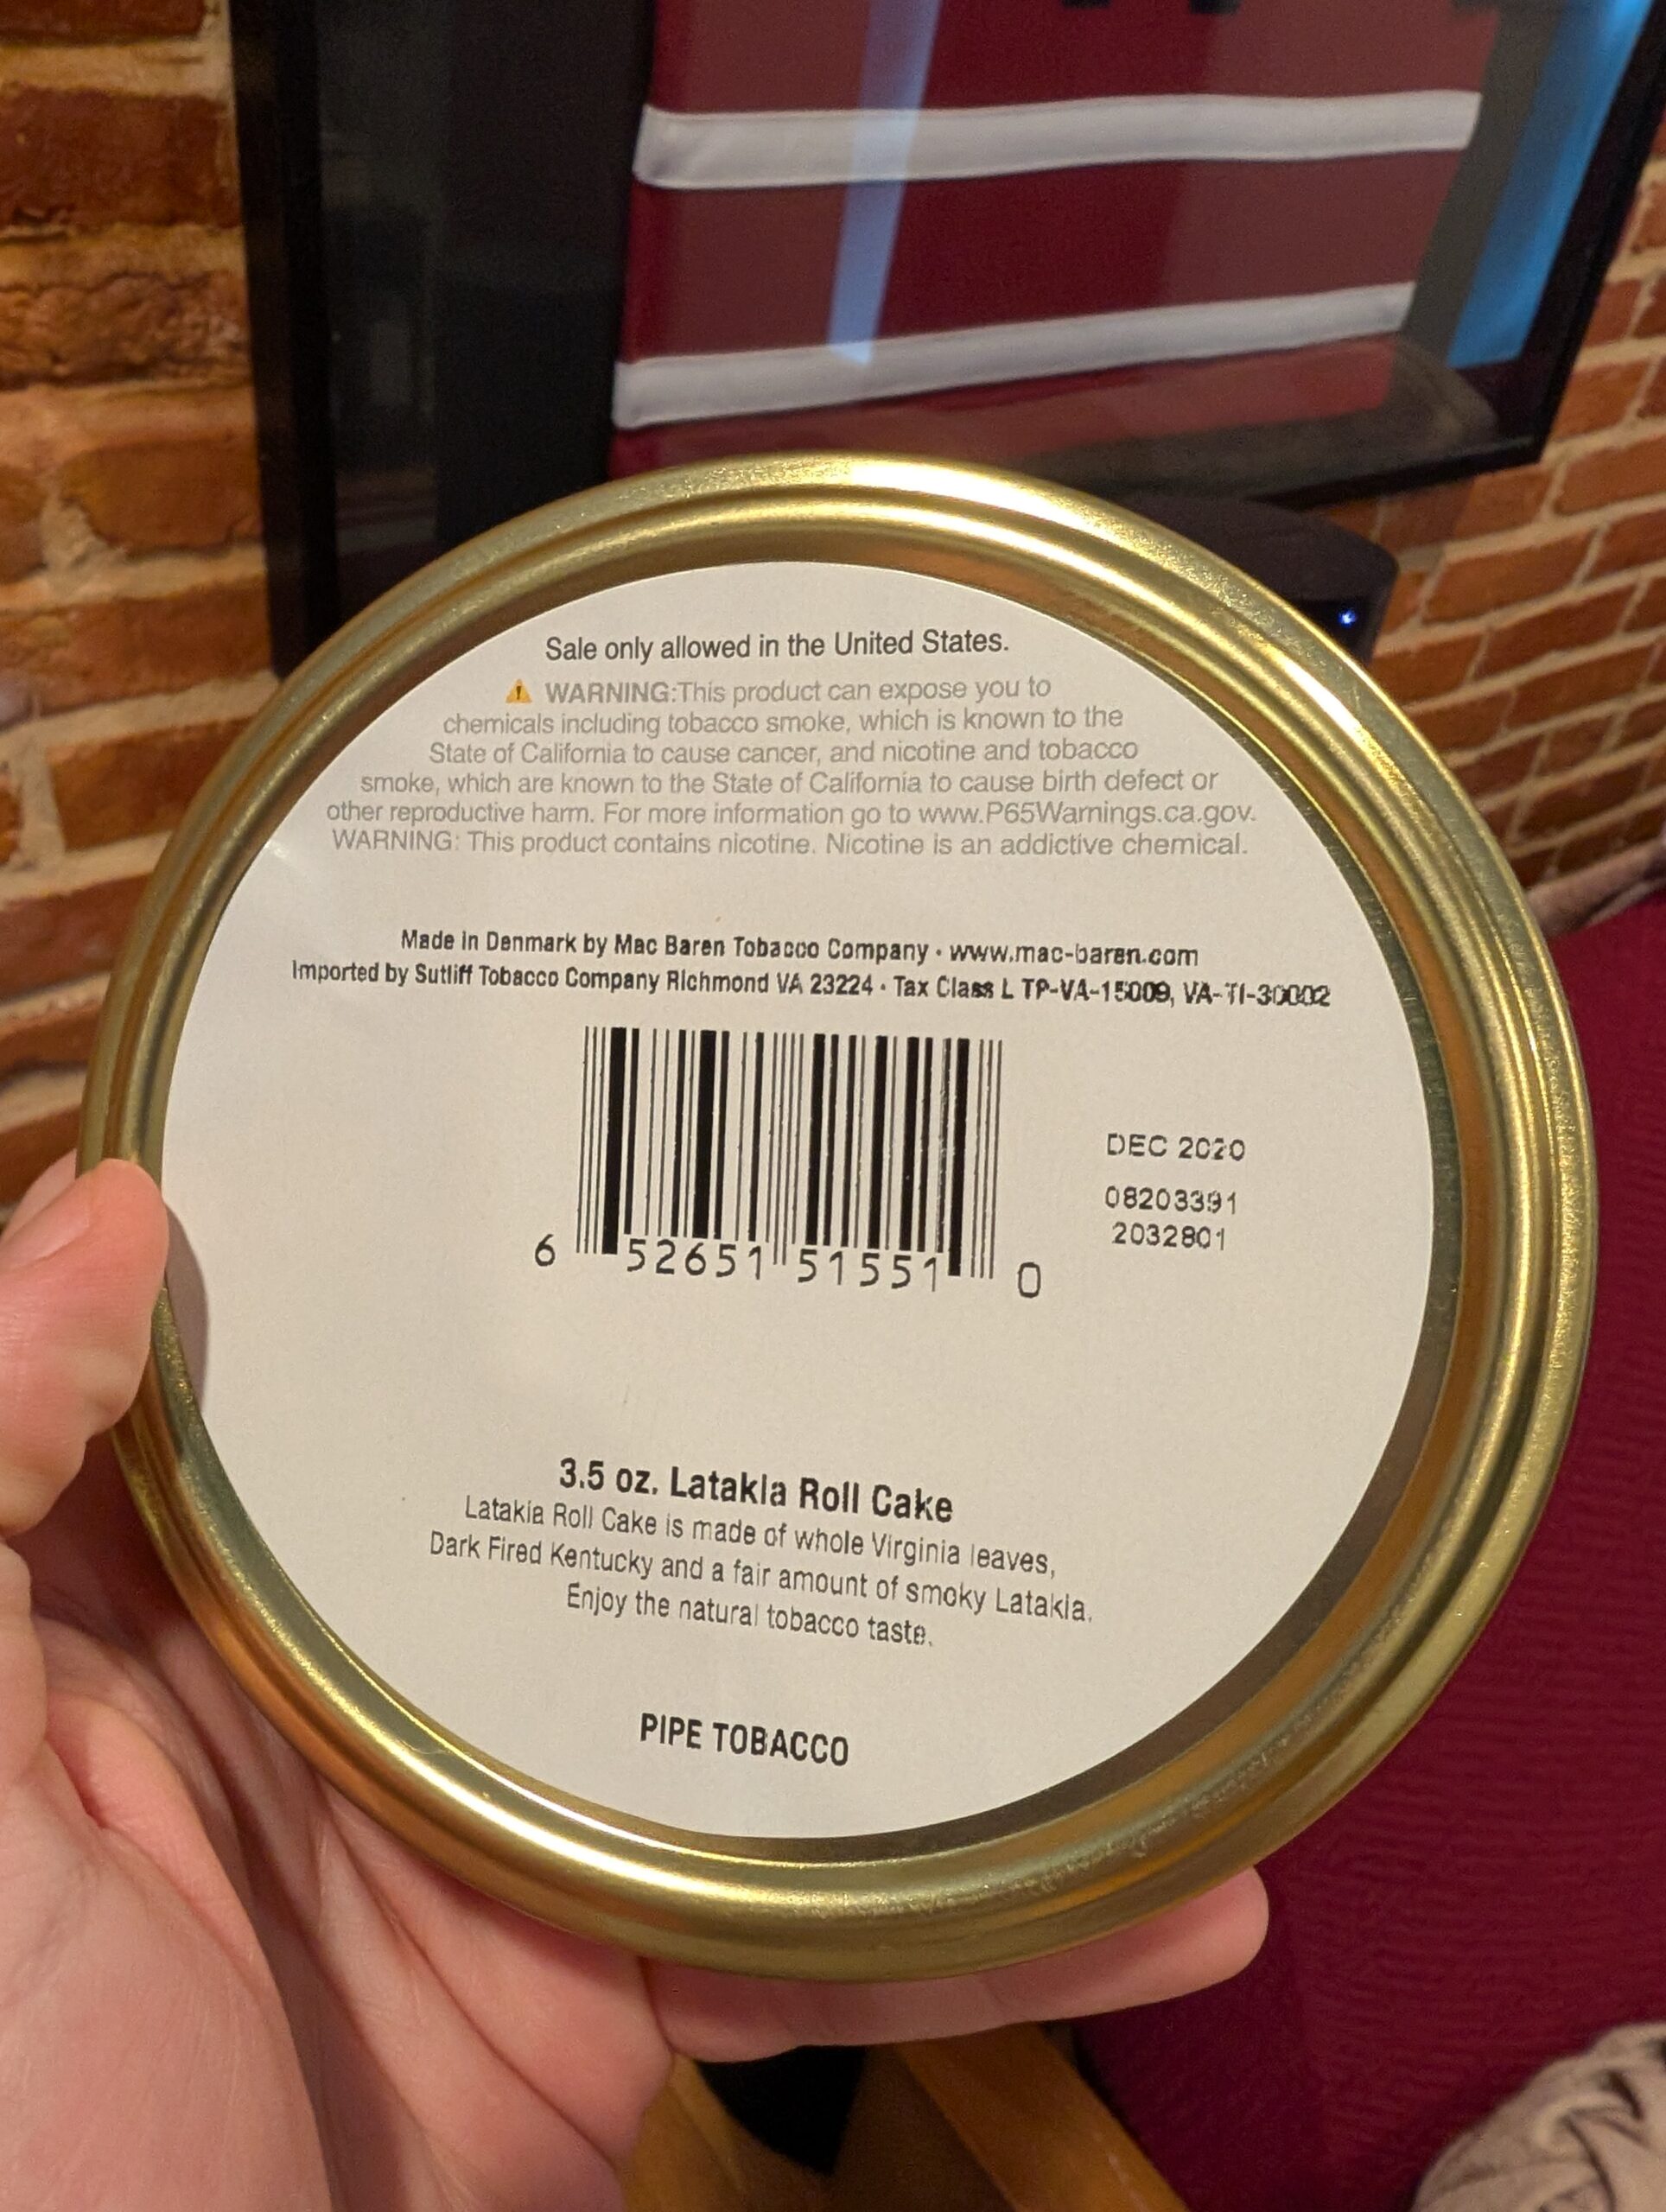 Sale only allowed in the United States.
⚠ WARNING:This product can expose you to
chemicals including tobacco smoke, which is known to the
State of California to cause cancer, and nicotine and tobacco
smoke, which are known to the State of California to cause birth defect or
other reproductive harm. For more information go to www.P65Warnings.ca.gov.
WARNING: This product contains nicotine. Nicotine is an addictive chemical.
Made in Denmark by Mac Baren Tobacco Company · www.mac-baren.com
Imported by Sutliff Tobacco Company Richmond VA 23224 · Tax Class L TP-VA-15009, VA-TI-30002
DEC 2020
08203391
2032801
6 52651 51551 0
3.5 oz. Latakia Roll Cake
Latakia Roll Cake is made of whole Virginia leaves,
Dark Fired Kentucky and a fair amount of smoky Latakia.
Enjoy the natural tobacco taste.
PIPE TOBACCO